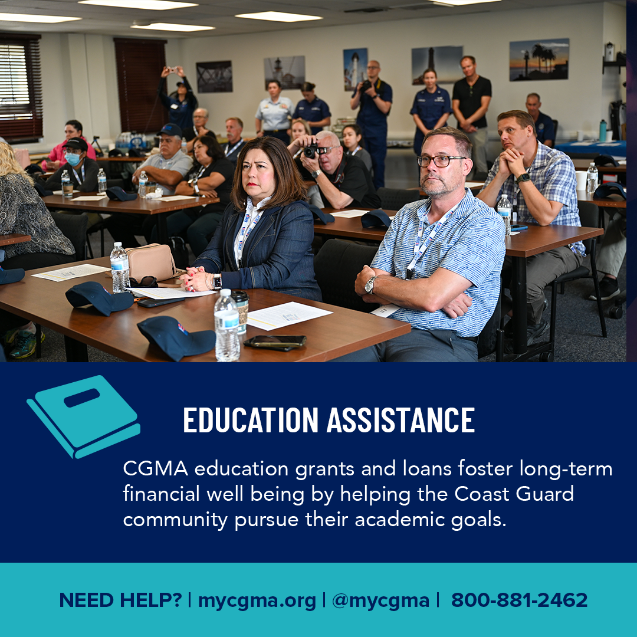 EDUCATION ASSISTANCE
CGMA education grants and loans foster long-term
financial well being by helping the Coast Guard
community pursue their academic goals.
NEED HELP? | mycgma.org | @mycgma | 800-881-2462